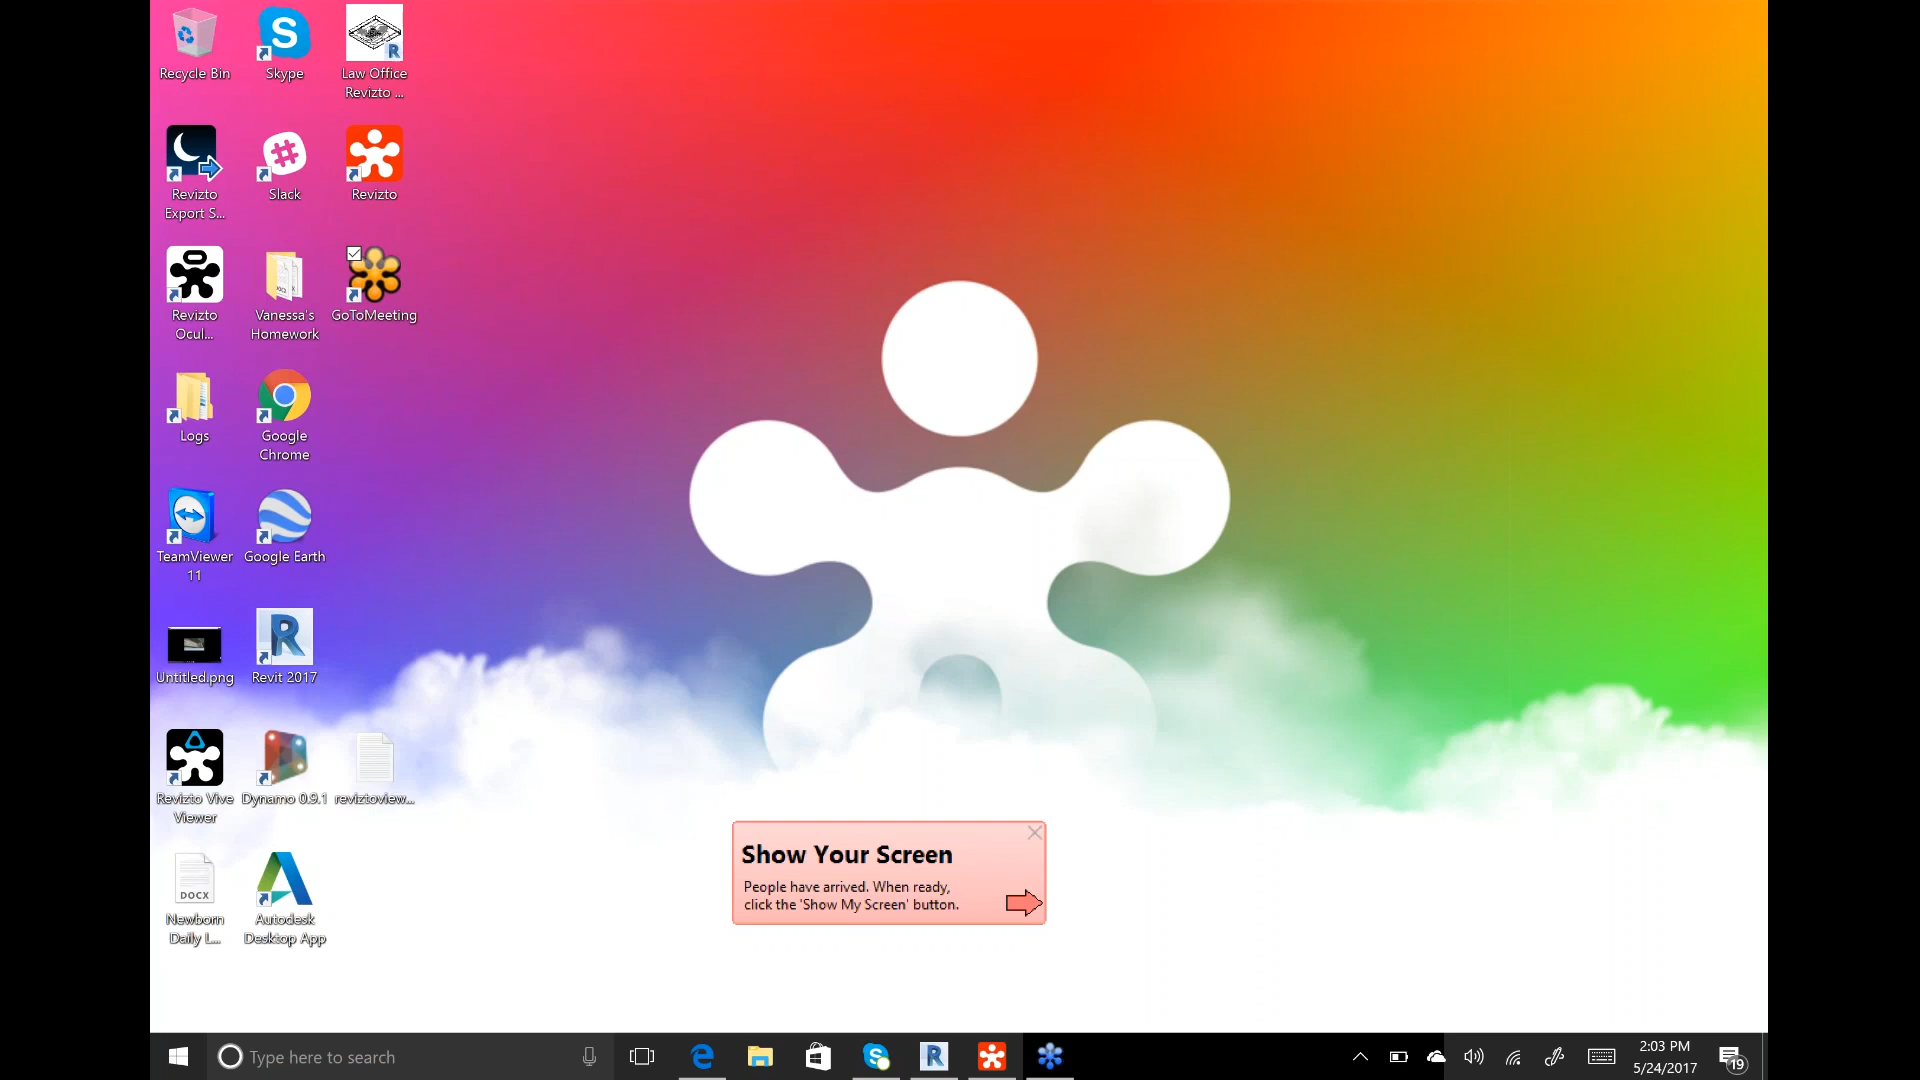 Recycle Bin
Skype
Law Office
Revizto ...
Revizto
Export S...
Slack
Revizto
Revizto
Ocul...
Vanessa's
Homework
GoToMeeting
Logs
Google
Chrome
TeamViewer
11
Google Earth
Untitled.png
Revit 2017
Revizto Vive
Viewer
Dynamo 0.9.1
reviztoview...
DOCX
Newborn
Daily L...
Autodesk
Desktop App
Show Your Screen
People have arrived. When ready,
click the 'Show My Screen' button.
Type here to search
2:03 PM
5/24/2017
19